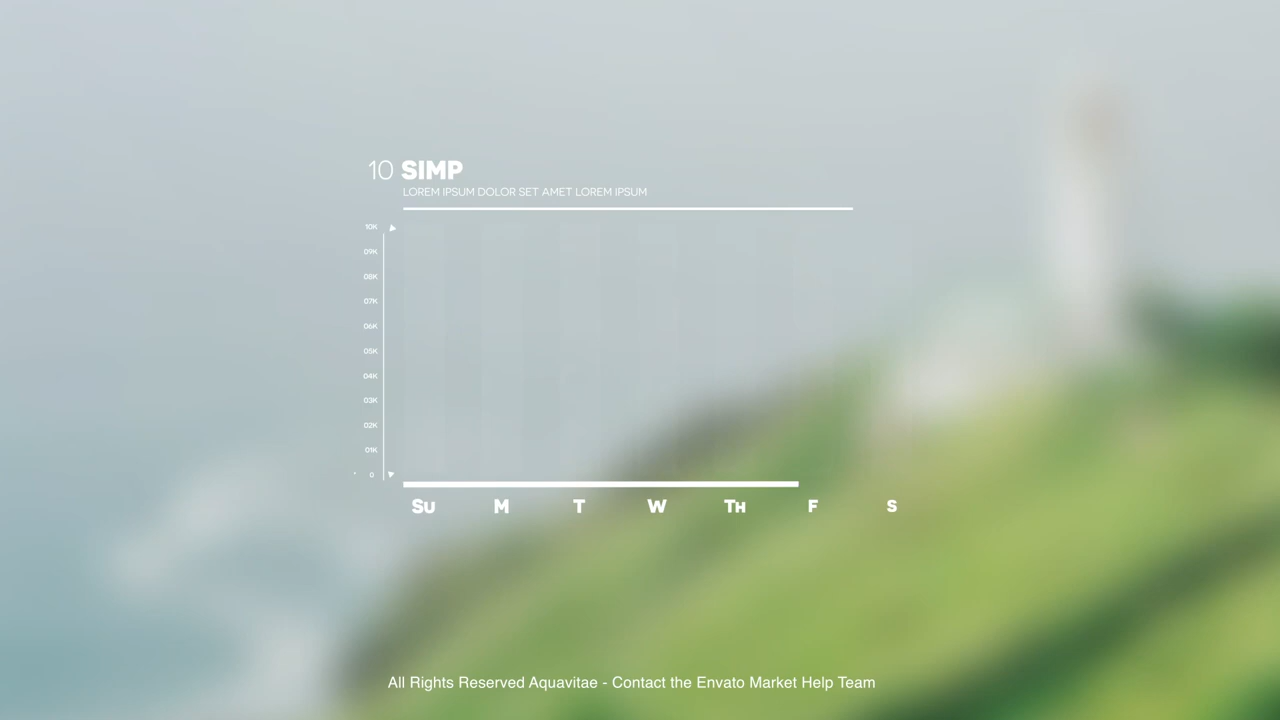 10 SIMP
LOREM IPSUM DOLOR SET AMET LOREM IPSUM
10K
09K
08K
07K
06K
05K
04K
03K
02K
01K
0
SU M T W TH F S
All Rights Reserved Aquavitae - Contact the Envato Market Help Team